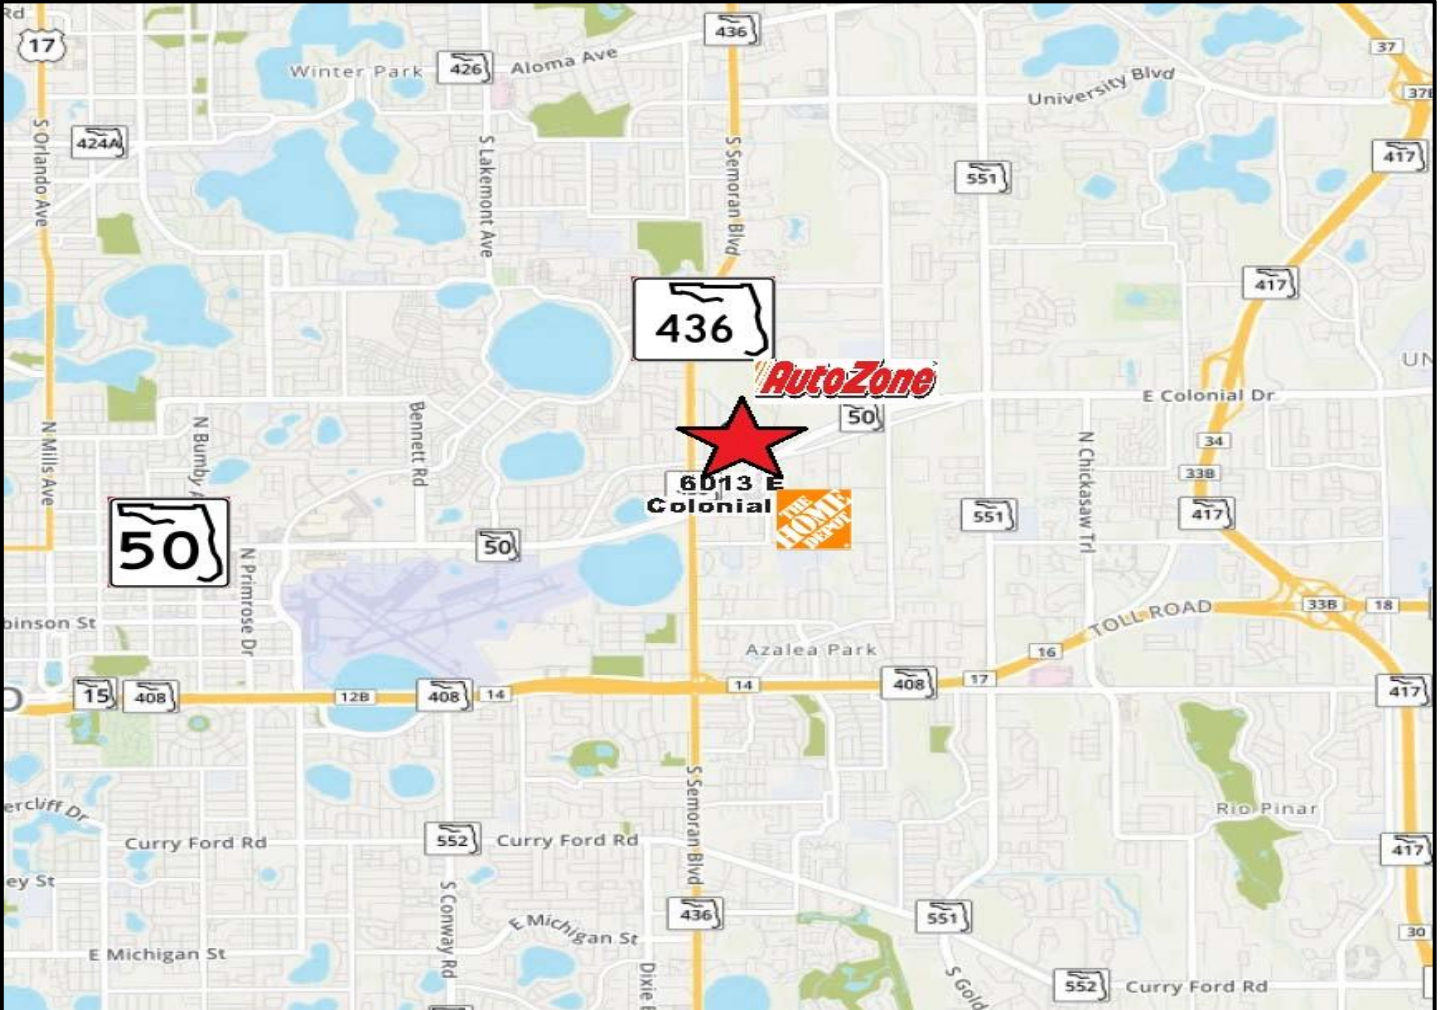 Rd
17
436
37
Winter Park
426
Aloma Ave
University Blvd
37B
S Orlando Ave
424A
S Lakemont Ave
S Semoran Blvd
417
551
417
436
AutoZone
UN
E Colonial Dr
50
N Mills Ave
N Bumby A
Bennett Rd
34
N Chickasaw Trl
33B
6013 E
Colonial
THE
HOME
DEPOT
551
417
50
50
N Primrose Dr
binson St
TOLL ROAD
33B
18
Azalea Park
16
O
15
408
12B
408
14
14
408
17
417
S Semoran Blvd
ercliff Dr
Rio Pinar
Curry Ford Rd
552
Curry Ford Rd
417
ey St
S Conway Rd
436
551
E Michigan St
E Michigan St
30
Dixie B
S Gold
552
Curry Ford Rd